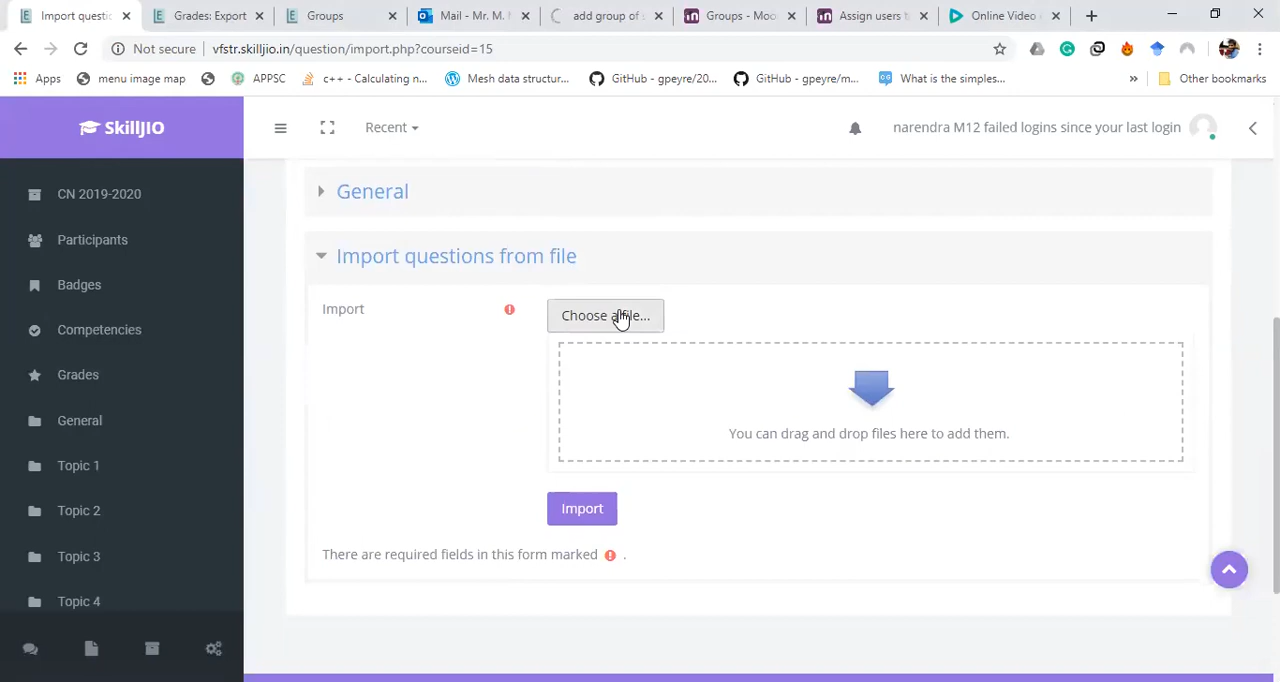 Import questi
Grades: Export
Groups
Mail - Mr. M.
add group of s
Groups - Moo
Assign users t
Online Video
Not secure
vfstr.skilljio.in/question/import.php?courseid=15
Apps
menu image map
APPSC
c++ - Calculating n...
Mesh data structur...
GitHub - gpeyre/20...
GitHub - gpeyre/m...
What is the simples...
»
Other bookmarks
SkillJIO
Recent
narendra M12 failed logins since your last login
CN 2019-2020
Participants
Badges
Competencies
Grades
General
Topic 1
Topic 2
Topic 3
Topic 4
General
Import questions from file
Import
Choose a file...
You can drag and drop files here to add them.
Import
There are required fields in this form marked .